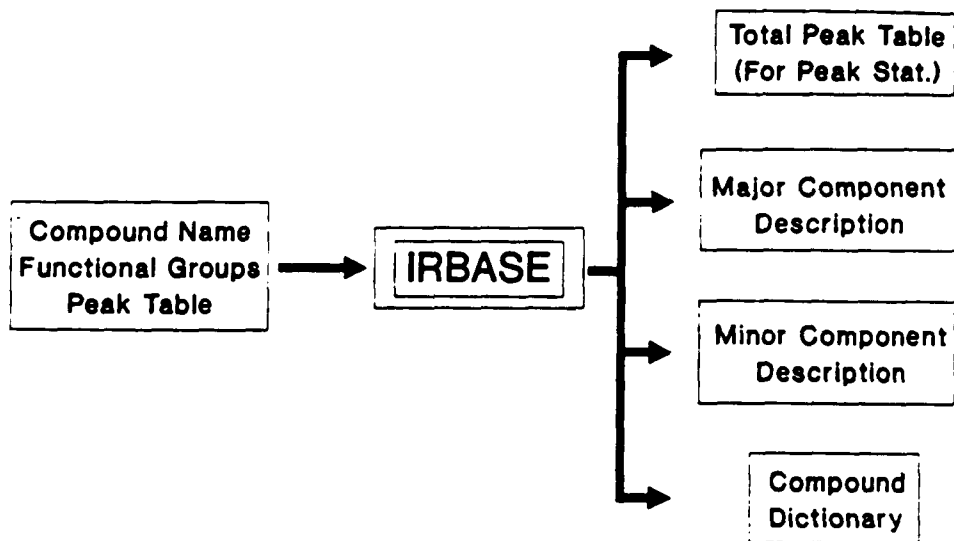 Compound Name
Functional Groups
Peak Table
IRBASE
Total Peak Table
(For Peak Stat.)
Major Component
Description
Minor Component
Description
Compound
Dictionary